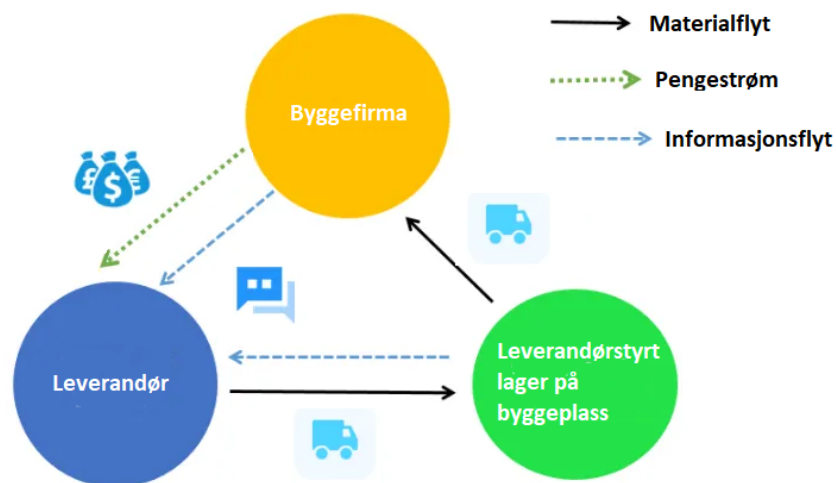 Materialflyt
Pengestrøm
Informasjonsflyt
Byggefirma
£
$
€
Leverandør
Leverandørstyrt
lager på
byggeplass